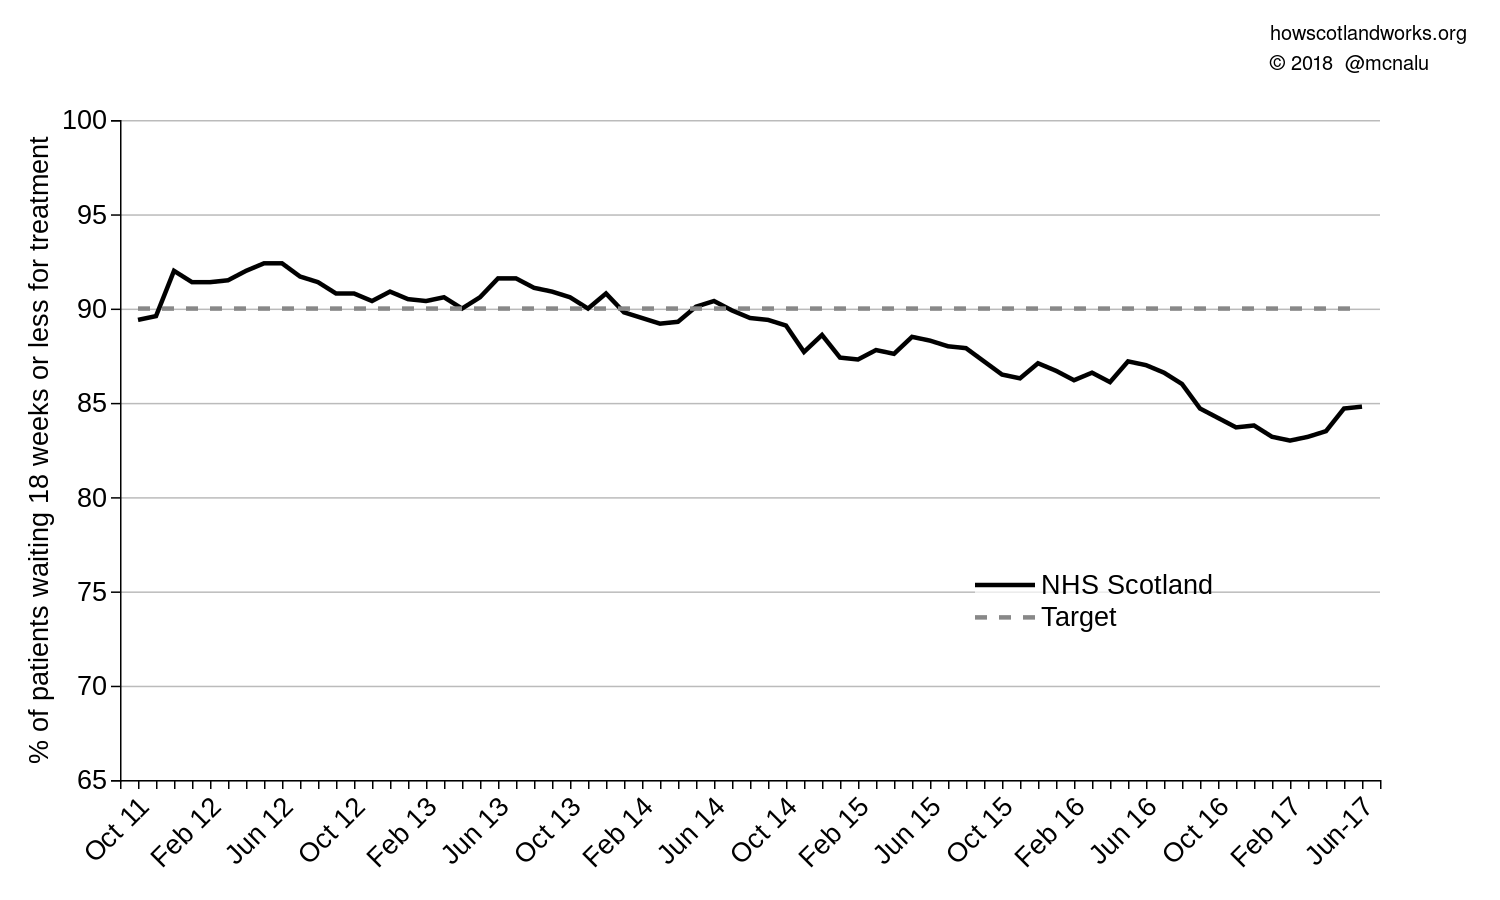 howscotlandworks.org
© 2018 @mcnalu
% of patients waiting 18 weeks or less for treatment
100
95
90
85
80
75
70
65
NHS Scotland
Target
Oct 11
Feb 12
Jun 12
Oct 12
Feb 13
Jun 13
Oct 13
Feb 14
Jun 14
Oct 14
Feb 15
Jun 15
Oct 15
Feb 16
Jun 16
Oct 16
Feb 17
Jun-17